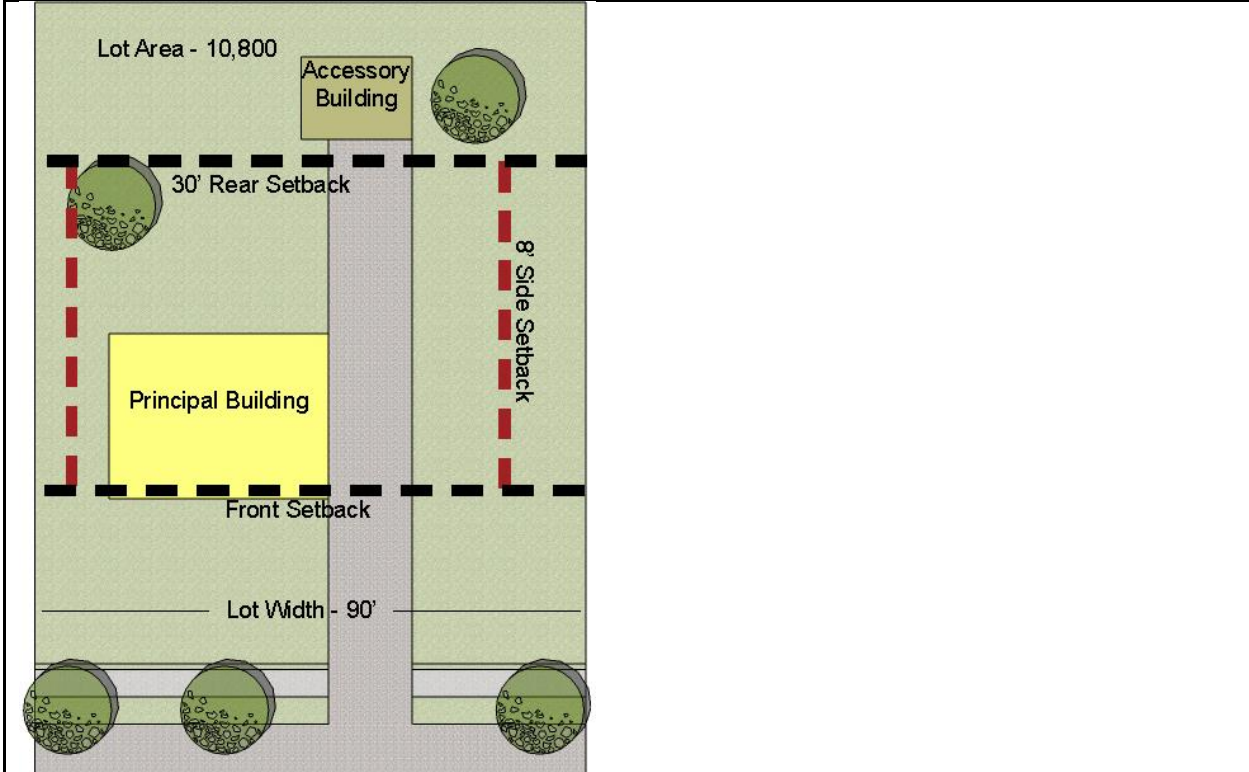 Lot Area - 10,800
Accessory
Building
30' Rear Setback
8' Side Setback
Principal Building
Front Setback
Lot Width - 90'